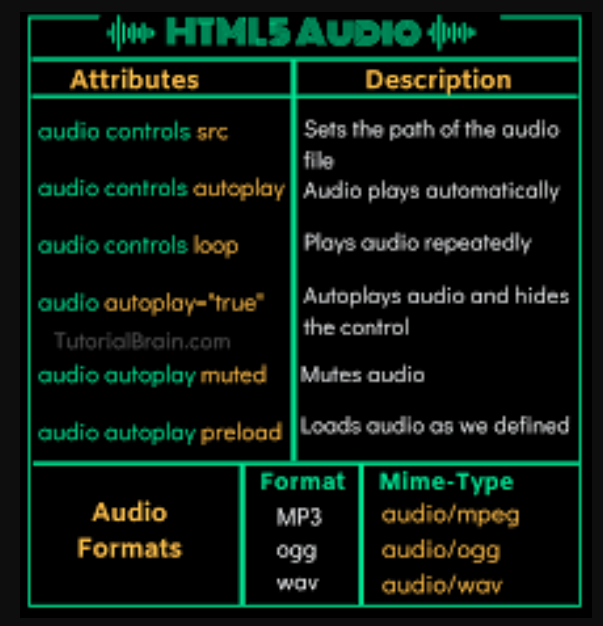 HTML5 AUDIO
Attributes Description
audio controls src Sets the path of the audio
file
audio controls autoplay Audio plays automatically
audio controls loop Plays audio repeatedly
audio autoplay="true" Autoplays audio and hides
the control
TutorialBrain.com
audio autoplay muted Mutes audio
audio autoplay preload Loads audio as we defined
Audio
Formats
Format Mime-Type
MP3 audio/mpeg
ogg audio/ogg
wav audio/wav